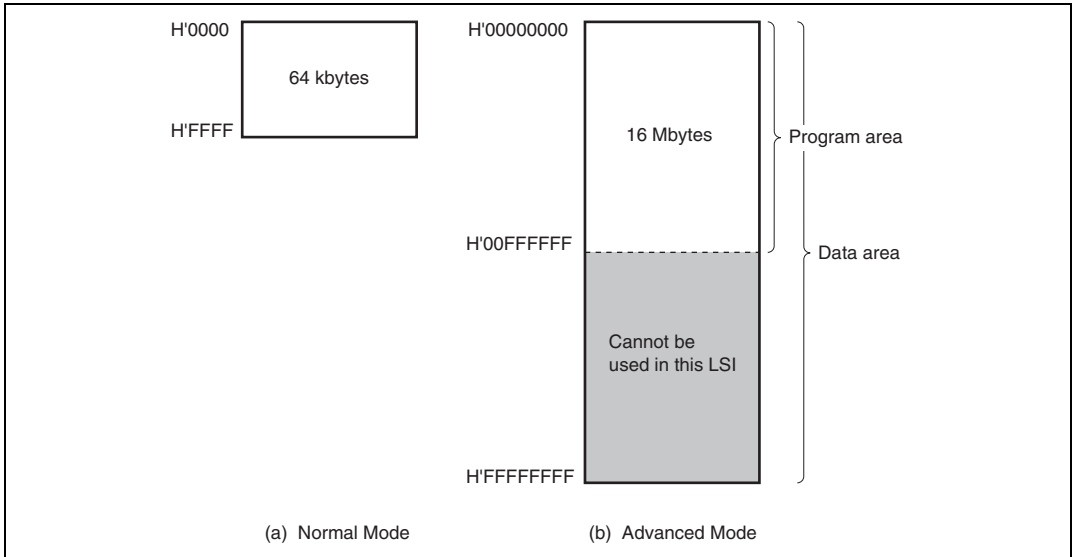 H'0000
64 kbytes
H'FFFF
(a) Normal Mode
H'00000000
16 Mbytes
Program area
H'00FFFFFF
Data area
Cannot be
used in this LSI
H'FFFFFFFF
(b) Advanced Mode